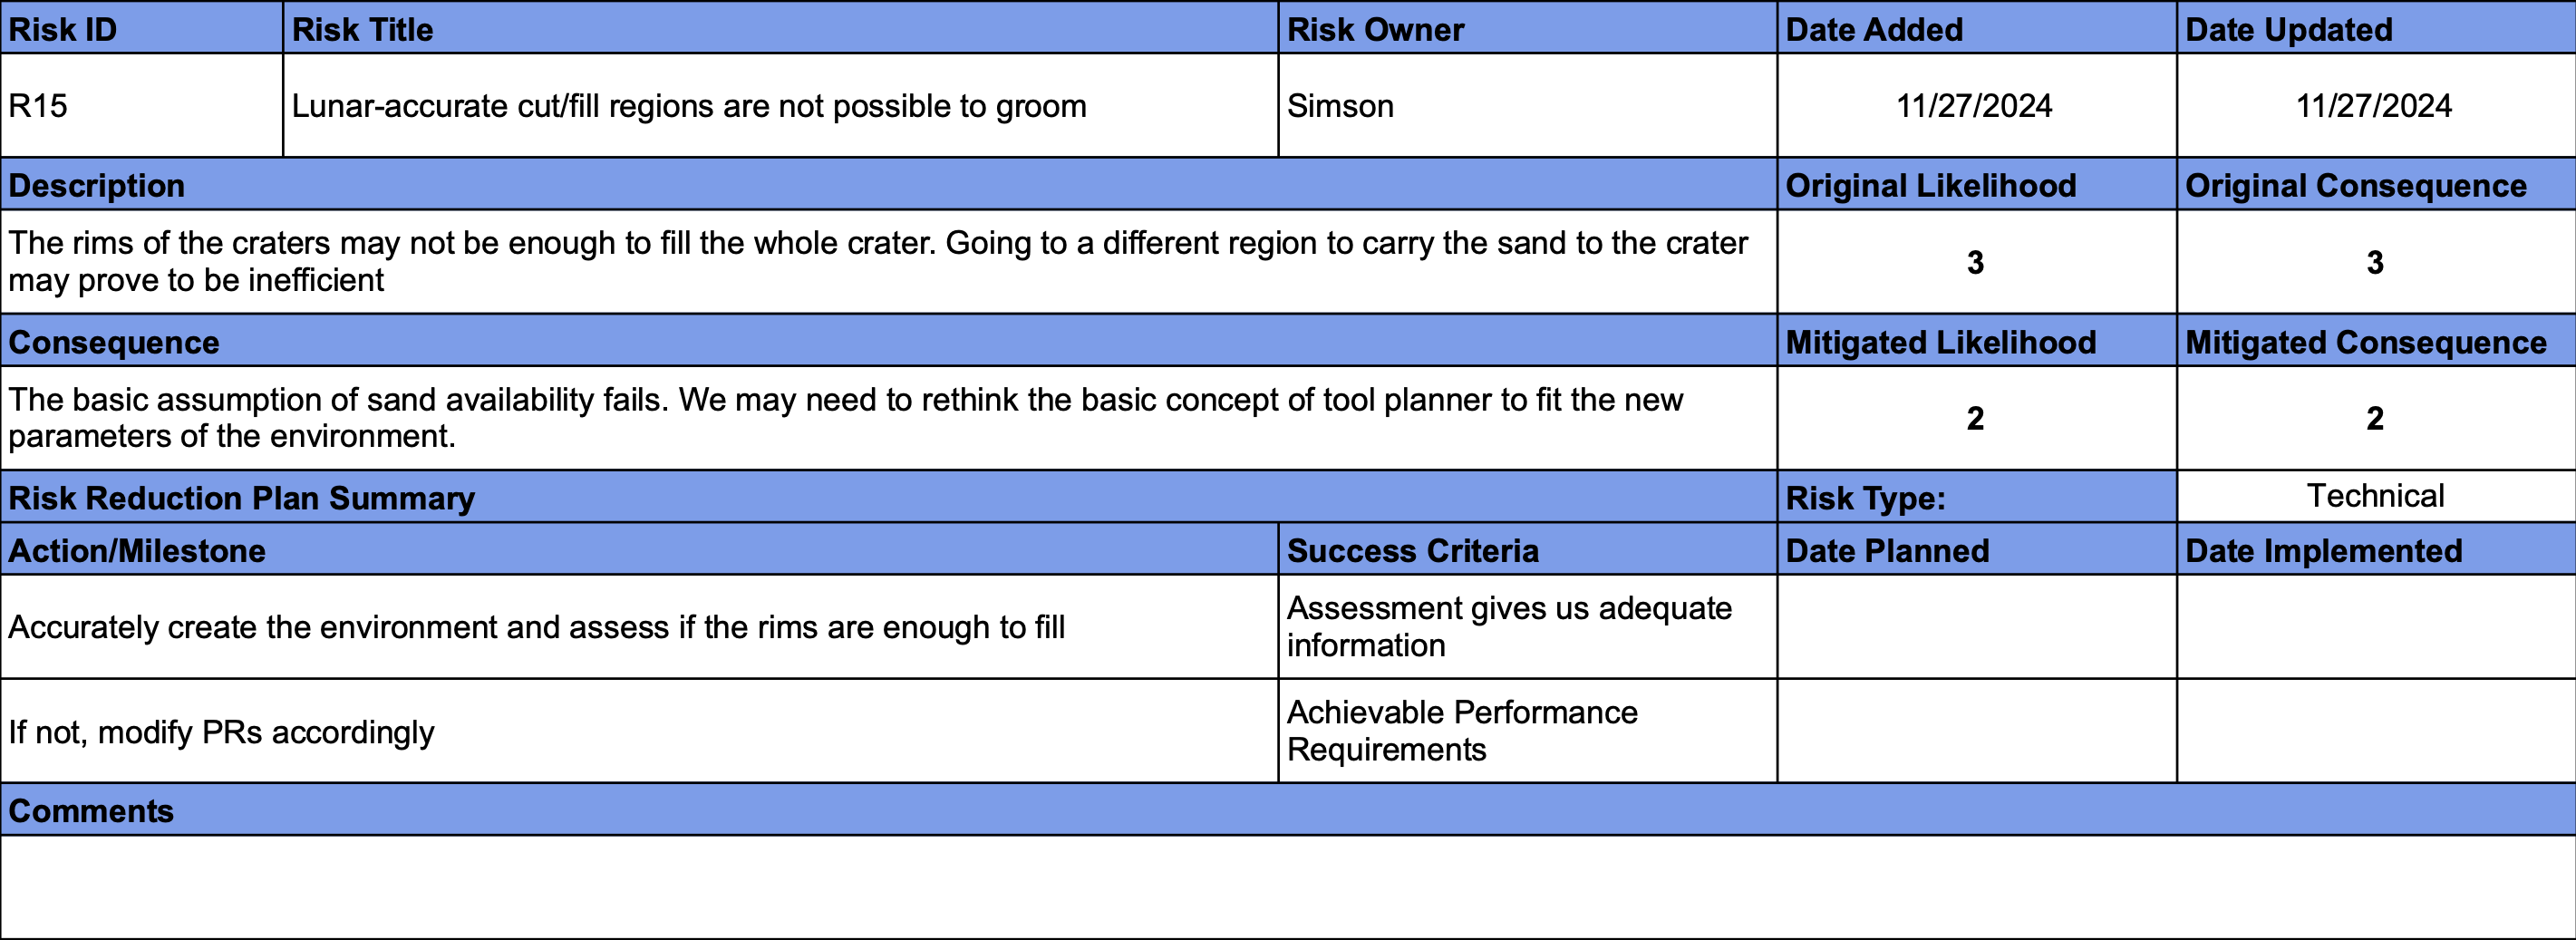 Risk ID Risk Title Risk Owner Date Added Date Updated
R15 Lunar-accurate cut/fill regions are not possible to groom Simson 11/27/2024 11/27/2024
Description Original Likelihood Original Consequence
The rims of the craters may not be enough to fill the whole crater. Going to a different region to carry the sand to the crater
may prove to be inefficient
3 3
Consequence Mitigated Likelihood Mitigated Consequence
The basic assumption of sand availability fails. We may need to rethink the basic concept of tool planner to fit the new
parameters of the environment.
2 2
Risk Reduction Plan Summary Risk Type: Technical
Action/Milestone Success Criteria Date Planned Date Implemented
Accurately create the environment and assess if the rims are enough to fill
Assessment gives us adequate
information
If not, modify PRs accordingly
Achievable Performance
Requirements
Comments